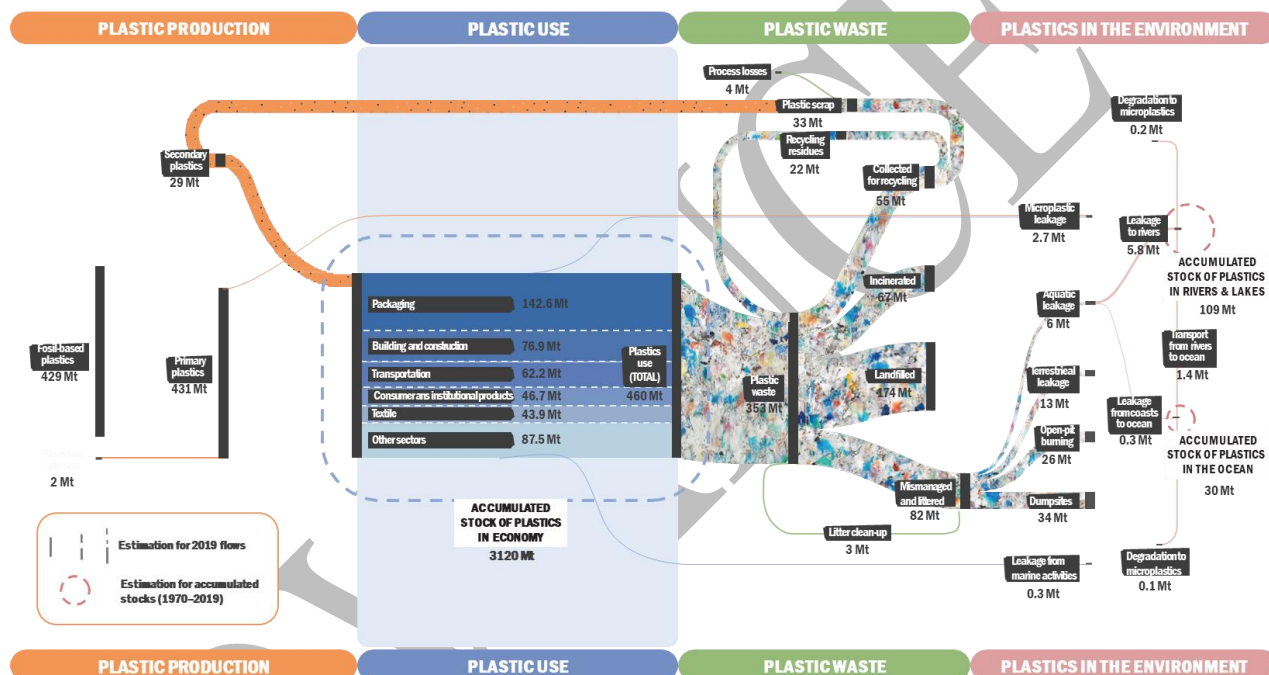 PLASTIC PRODUCTION
PLASTIC USE
PLASTIC WASTE
PLASTICS IN THE ENVIRONMENT
Process losses
4 Mt
Plastic scrap
33 Mt
Recycling
residues
22 Mt
Collected
for recycling
55 Mt
Degradation to
microplastics
0.2 Mt
Secondary
plastics
29 Mt
Microplastic
leakage
2.7 Mt
Leakage
to rivers
5.8 Mt
ACCUMULATED
STOCK OF PLASTICS
IN RIVERS & LAKES
109 Mt
Incinerated
67 Mt
Aquatic
leakage
6 Mt
Transport
from rivers
to ocean
1.4 Mt
Fosil-based
plastics
429 Mt
Primary
plastics
431 Mt
Packaging
142.6 Mt
Building and construction
76.9 Mt
Transportation
62.2 Mt
Consumer ans institutional products
46.7 Mt
Textile
43.9 Mt
Other sectors
87.5 Mt
Plastics
use
(TOTAL)
460 Mt
Plastic
waste
353 Mt
Landfilled
174 Mt
Terrestrieal
leakage
13 Mt
Leakage
from coasts
to ocean
0.3 Mt
Open-pit
burning
26 Mt
ACCUMULATED
STOCK OF PLASTICS
IN THE OCEAN
30 Mt
2 Mt
Mismanaged
and littered
82 Mt
Dumpsites
34 Mt
ACCUMULATED
STOCK OF PLASTICS
IN ECONOMY
3120 Mt
Litter clean-up
3 Mt
Leakage from
marine activities
0.3 Mt
Degradation to
microplastics
0.1 Mt
Estimation for 2019 flows
Estimation for accumulated
stocks (1970–2019)
PLASTIC PRODUCTION
PLASTIC USE
PLASTIC WASTE
PLASTICS IN THE ENVIRONMENT